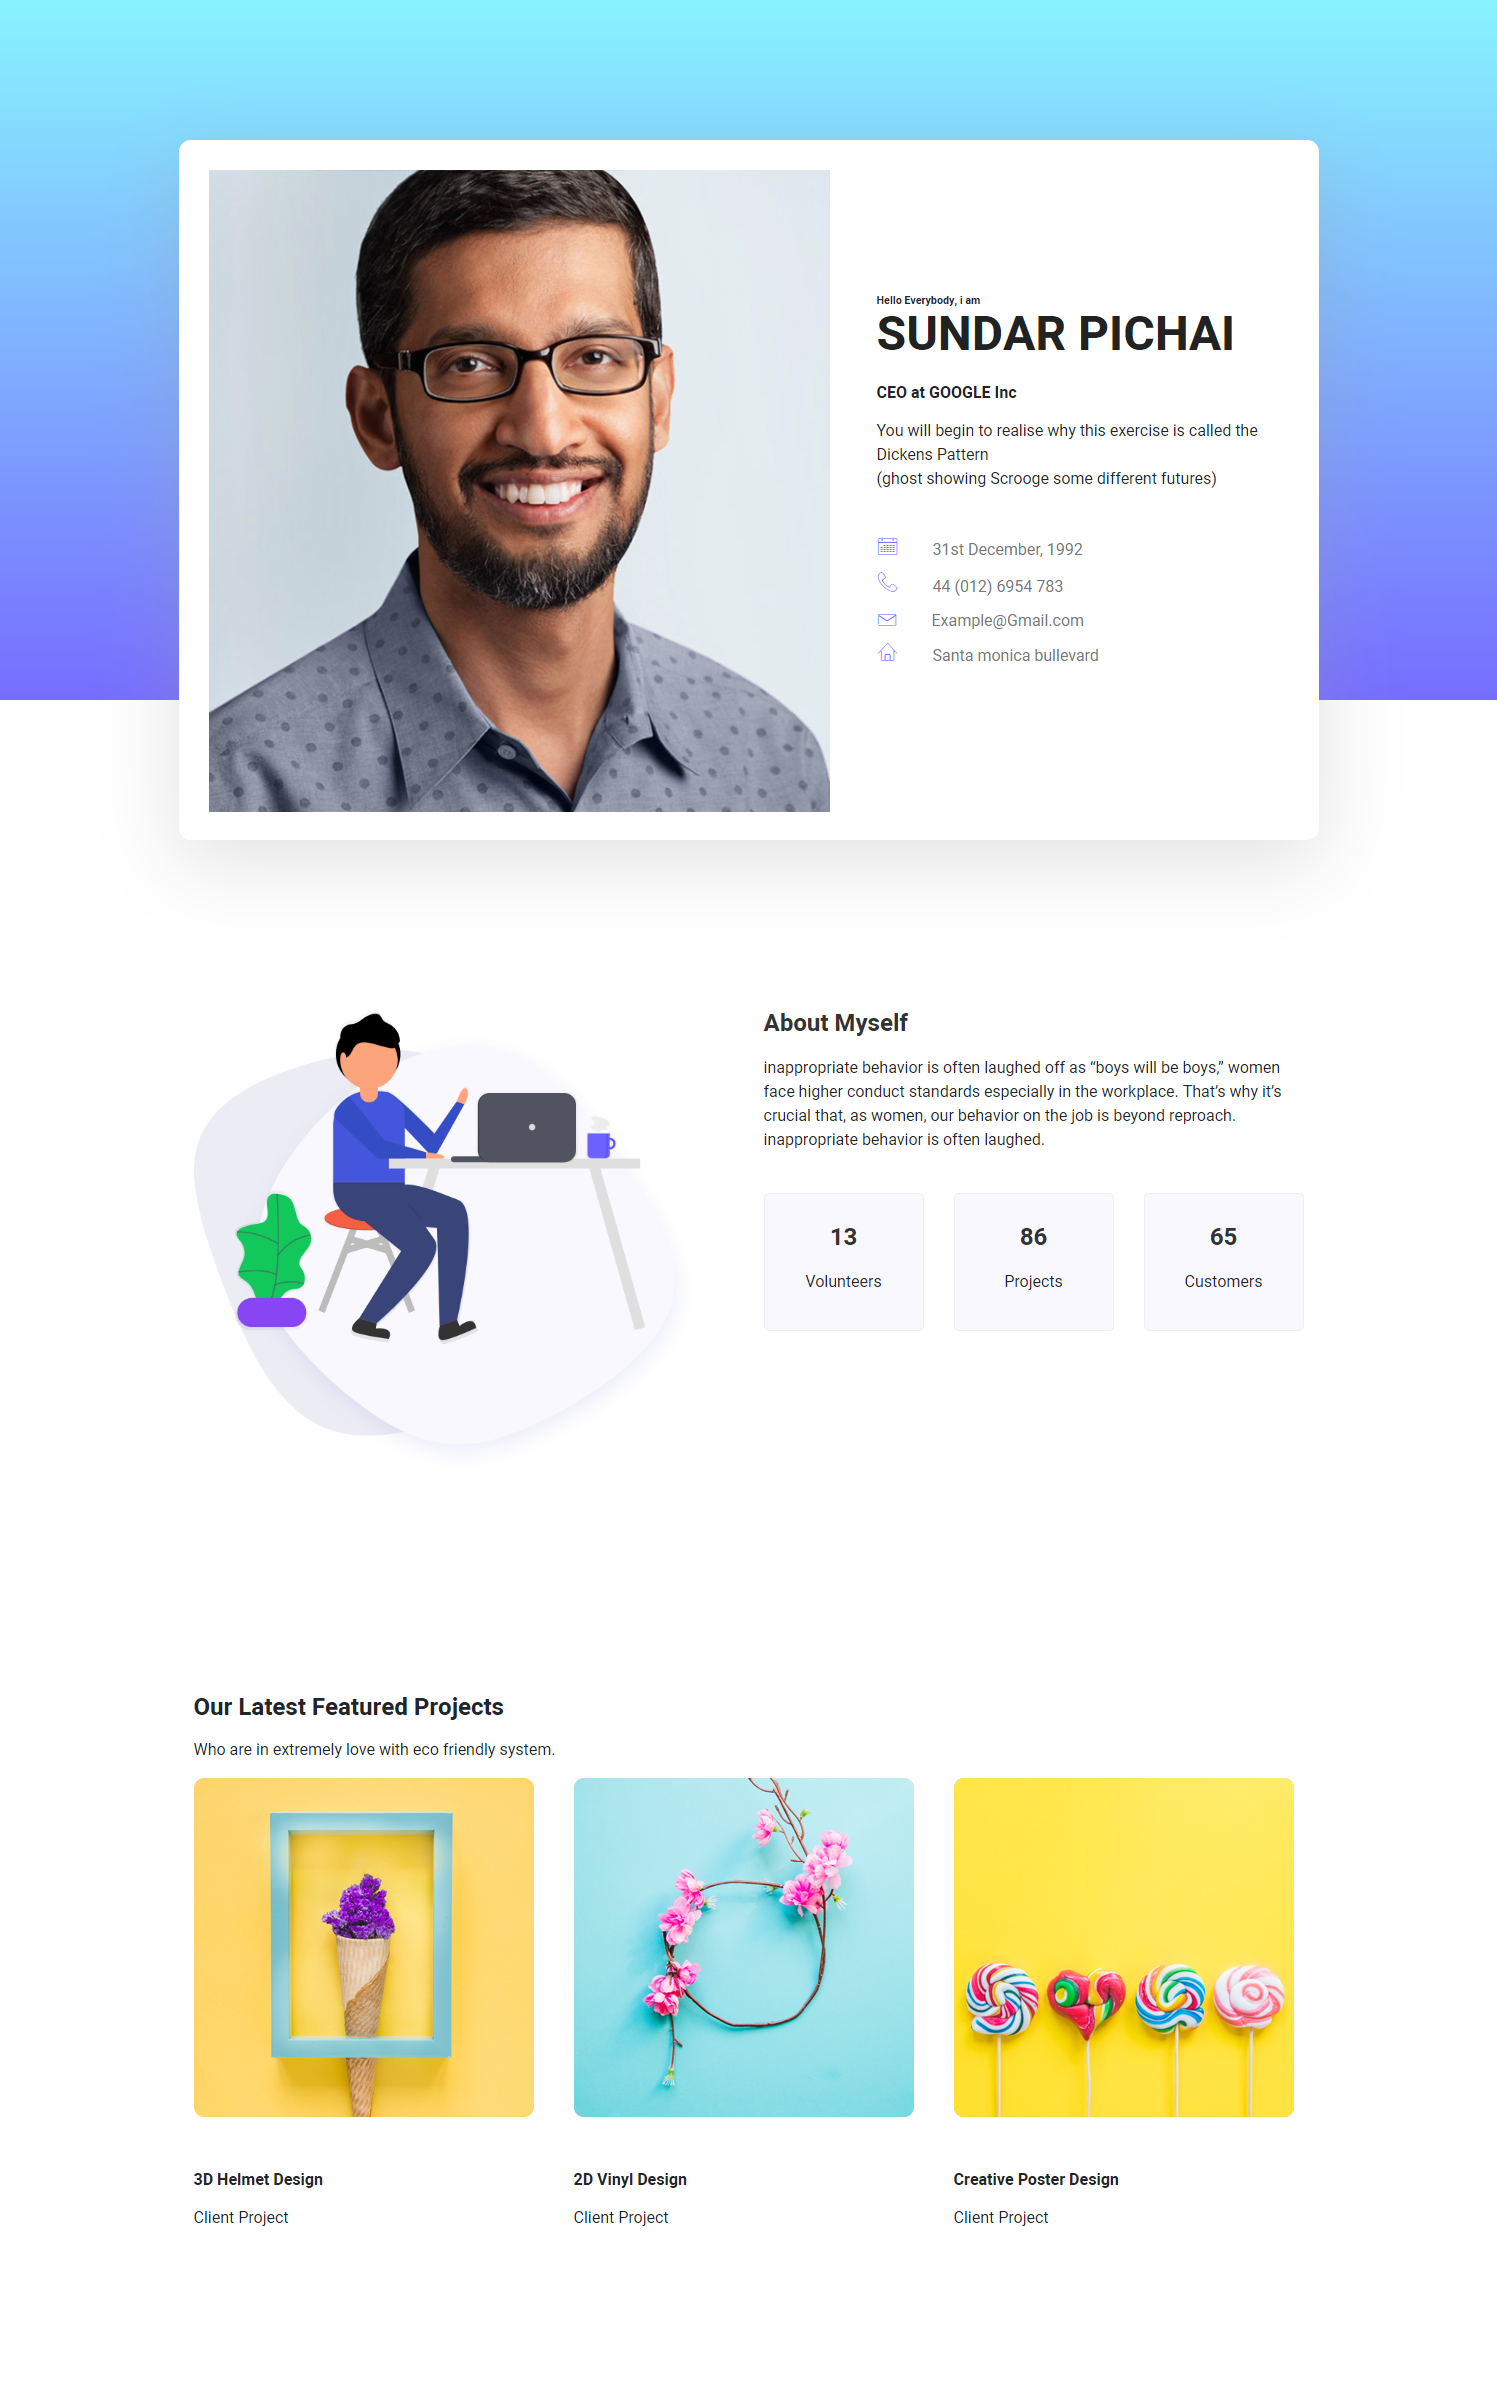 Hello Everybody, i am
SUNDAR PICHAI
CEO at GOOGLE Inc
You will begin to realise why this exercise is called the
Dickens Pattern
(ghost showing Scrooge some different futures)
31st December, 1992
44 (012) 6954 783
Example@Gmail.com
Santa monica bullevard
About Myself
inappropriate behavior is often laughed off as “boys will be boys,” women
face higher conduct standards especially in the workplace. That’s why it’s
crucial that, as women, our behavior on the job is beyond reproach.
inappropriate behavior is often laughed.
13
Volunteers
86
Projects
65
Customers
Our Latest Featured Projects
Who are in extremely love with eco friendly system.
3D Helmet Design
Client Project
2D Vinyl Design
Client Project
Creative Poster Design
Client Project